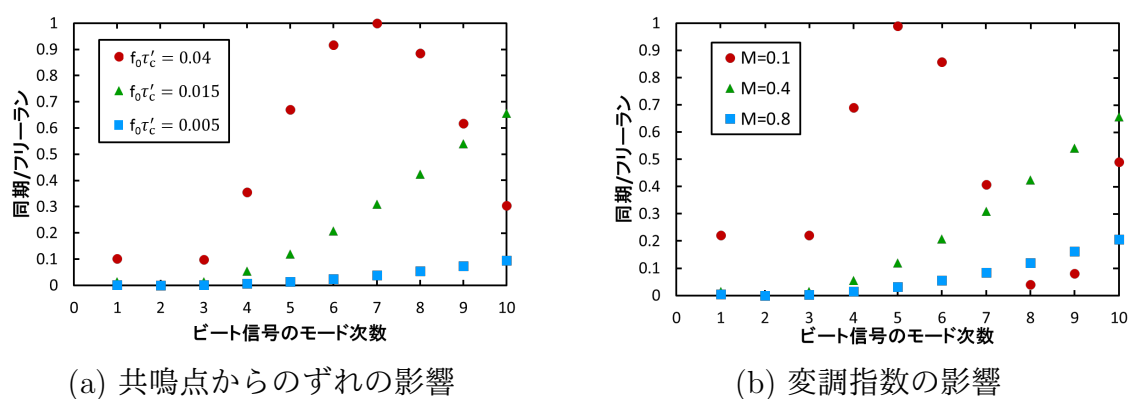 1
0.9
0.8
0.7
0.6
0.5
0.4
0.3
0.2
0.1
0
同期/フリーラン
f₀τ′c = 0.04
f₀τ′c = 0.015
f₀τ′c = 0.005
0 1 2 3 4 5 6 7 8 9 10
ビート信号のモード次数
(a) 共鳴点からのずれの影響
1
0.9
0.8
0.7
0.6
0.5
0.4
0.3
0.2
0.1
0
同期/フリーラン
M=0.1
M=0.4
M=0.8
0 1 2 3 4 5 6 7 8 9 10
ビート信号のモード次数
(b) 変調指数の影響